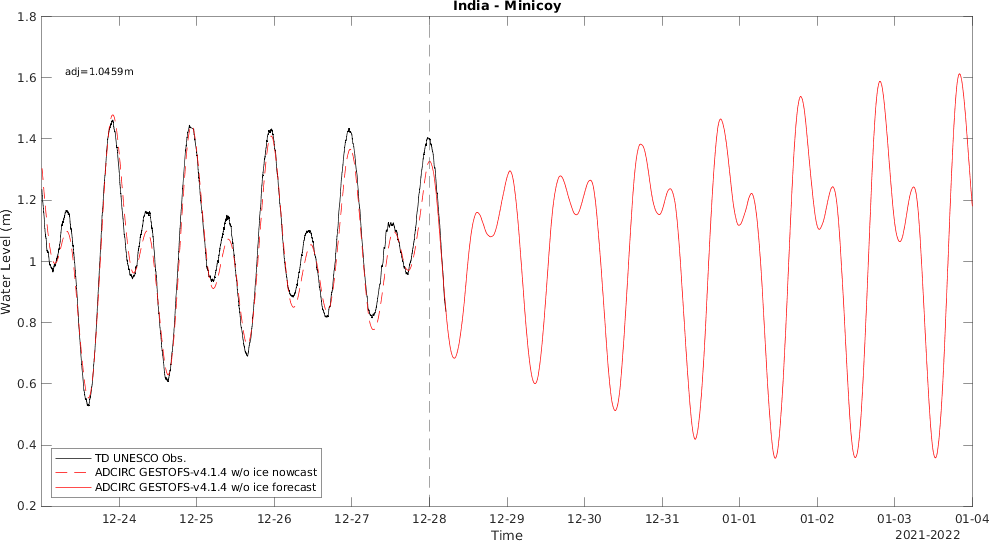 India - Minicoy
adj=1.0459m
Water Level (m)
1.8
1.6
1.4
1.2
1
0.8
0.6
0.4
0.2
TD UNESCO Obs.
ADCIRC GESTOFS-v4.1.4 w/o ice nowcast
ADCIRC GESTOFS-v4.1.4 w/o ice forecast
12-24 12-25 12-26 12-27 12-28 12-29 12-30 12-31 01-01 01-02 01-03 01-04
Time
2021-2022